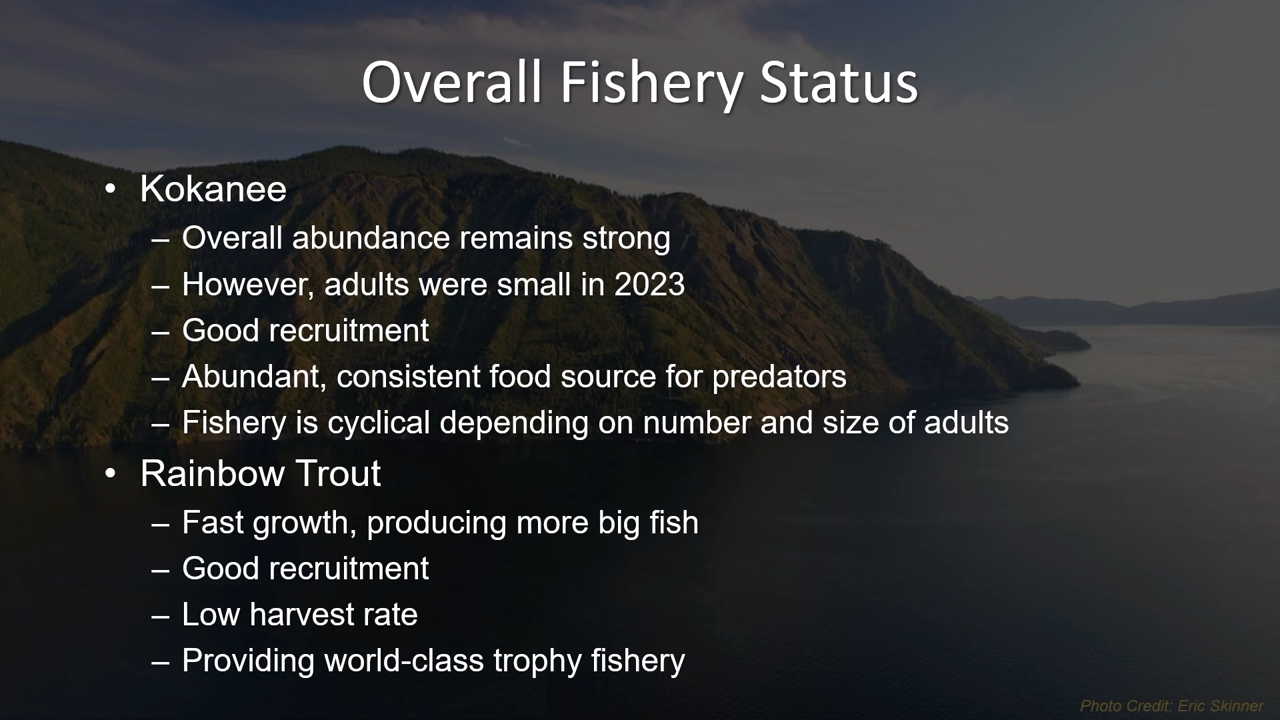 Overall Fishery Status
• Kokanee
– Overall abundance remains strong
– However, adults were small in 2023
– Good recruitment
– Abundant, consistent food source for predators
– Fishery is cyclical depending on number and size of adults
• Rainbow Trout
– Fast growth, producing more big fish
– Good recruitment
– Low harvest rate
– Providing world-class trophy fishery
Photo Credit: Eric Skinner